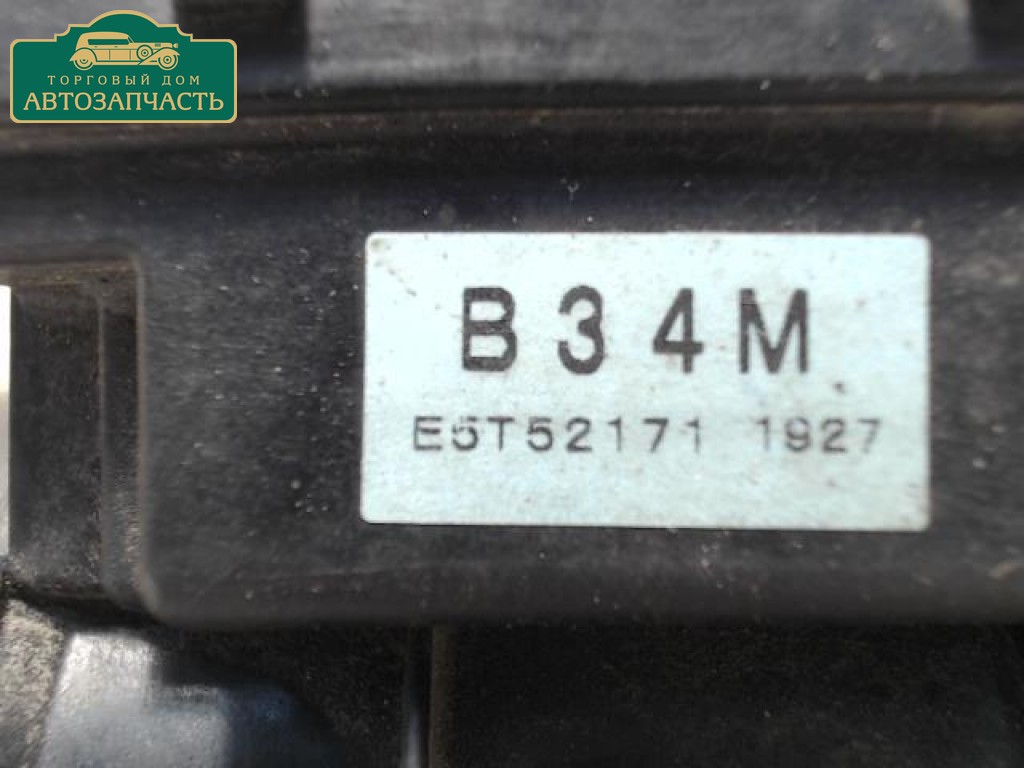 ТОРГОВЫЙ ДОМ
АВТОЗАПЧАСТЬ
B34M
E5T52171 1927